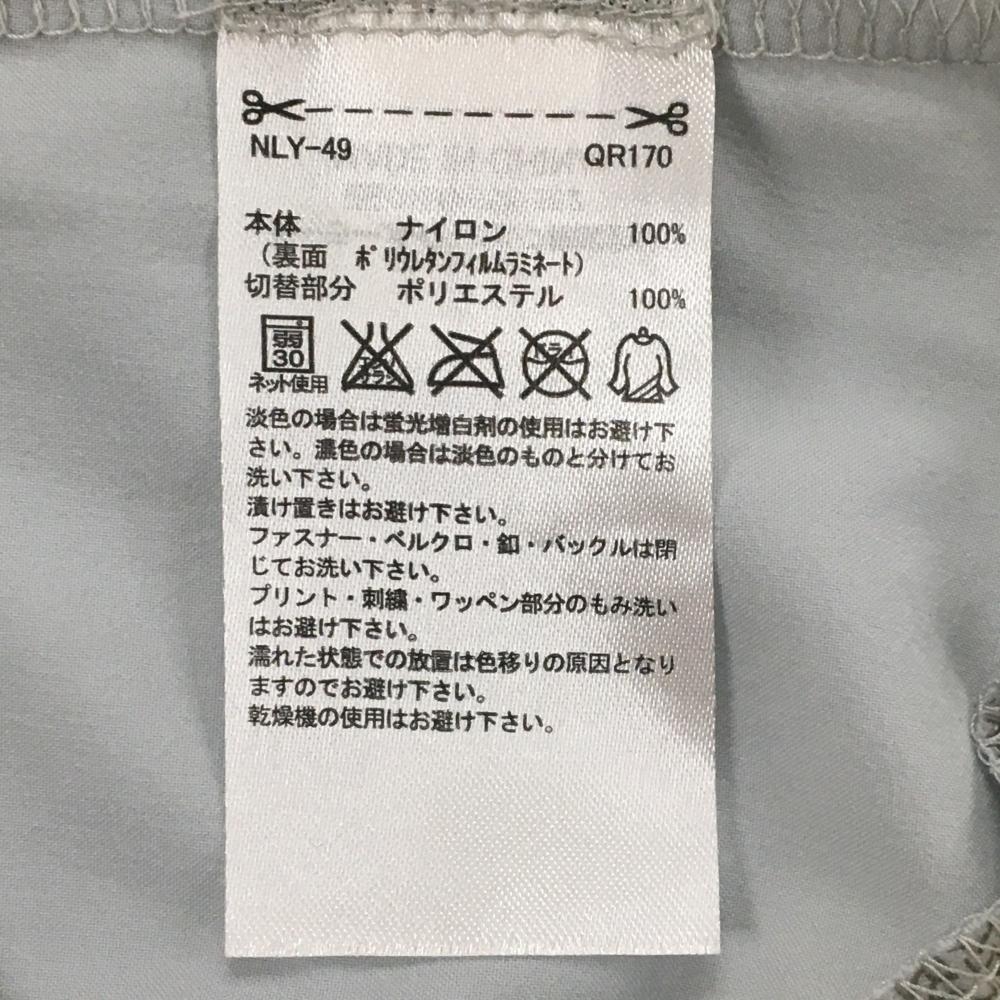 NLY-49 QR170
本体 ナイロン 100%
（裏面 ポリウレタンフィルムラミネート）
切替部分 ポリエステル 100%
弱
30
エンソ
サラシ
ドライ
ネット使用
淡色の場合は蛍光増白剤の使用はお避け下
さい。濃色の場合は淡色のものと分けてお
洗い下さい。
漬け置きはお避け下さい。
ファスナー・ベルクロ・釦・バックルは閉
じてお洗い下さい。
プリント・刺繍・ワッペン部分のもみ洗い
はお避け下さい。
濡れた状態での放置は色移りの原因となり
ますのでお避け下さい。
乾燥機の使用はお避け下さい。